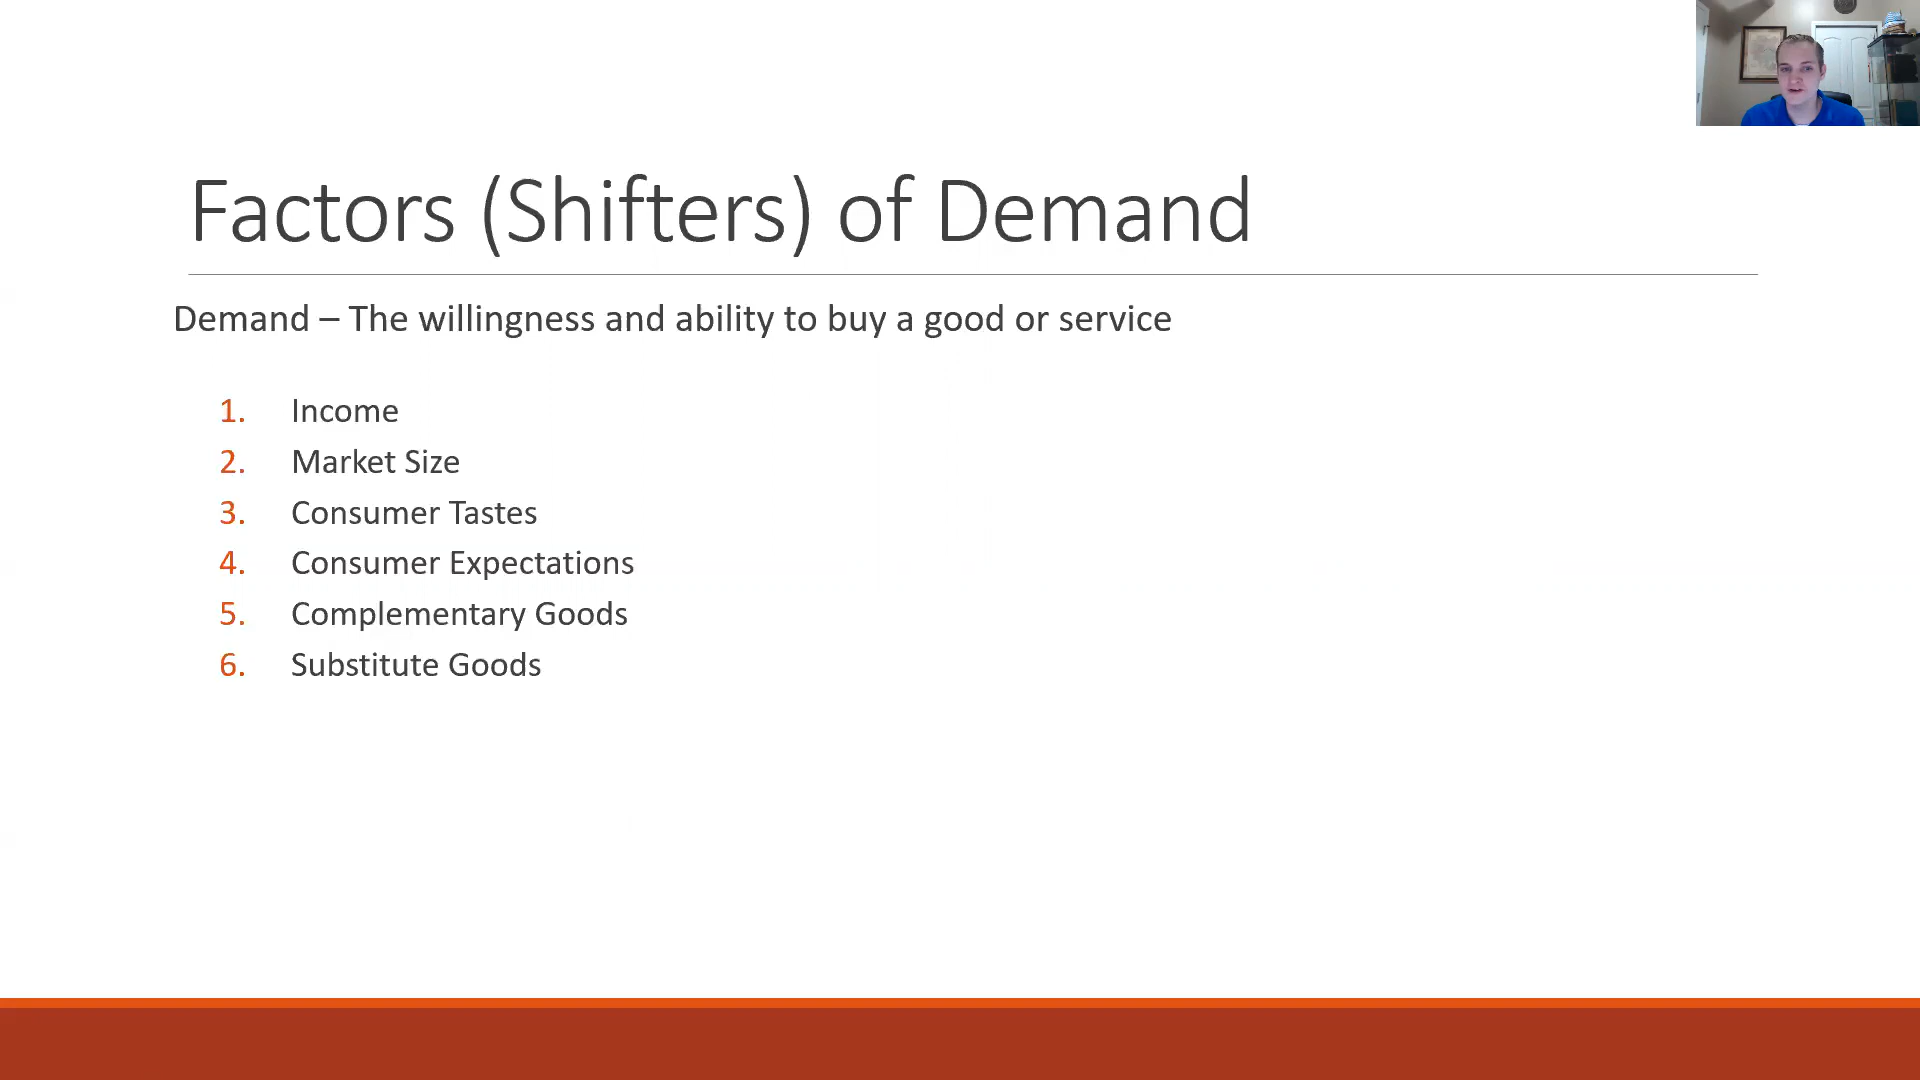 Factors (Shifters) of Demand
Demand – The willingness and ability to buy a good or service
1. Income
2. Market Size
3. Consumer Tastes
4. Consumer Expectations
5. Complementary Goods
6. Substitute Goods